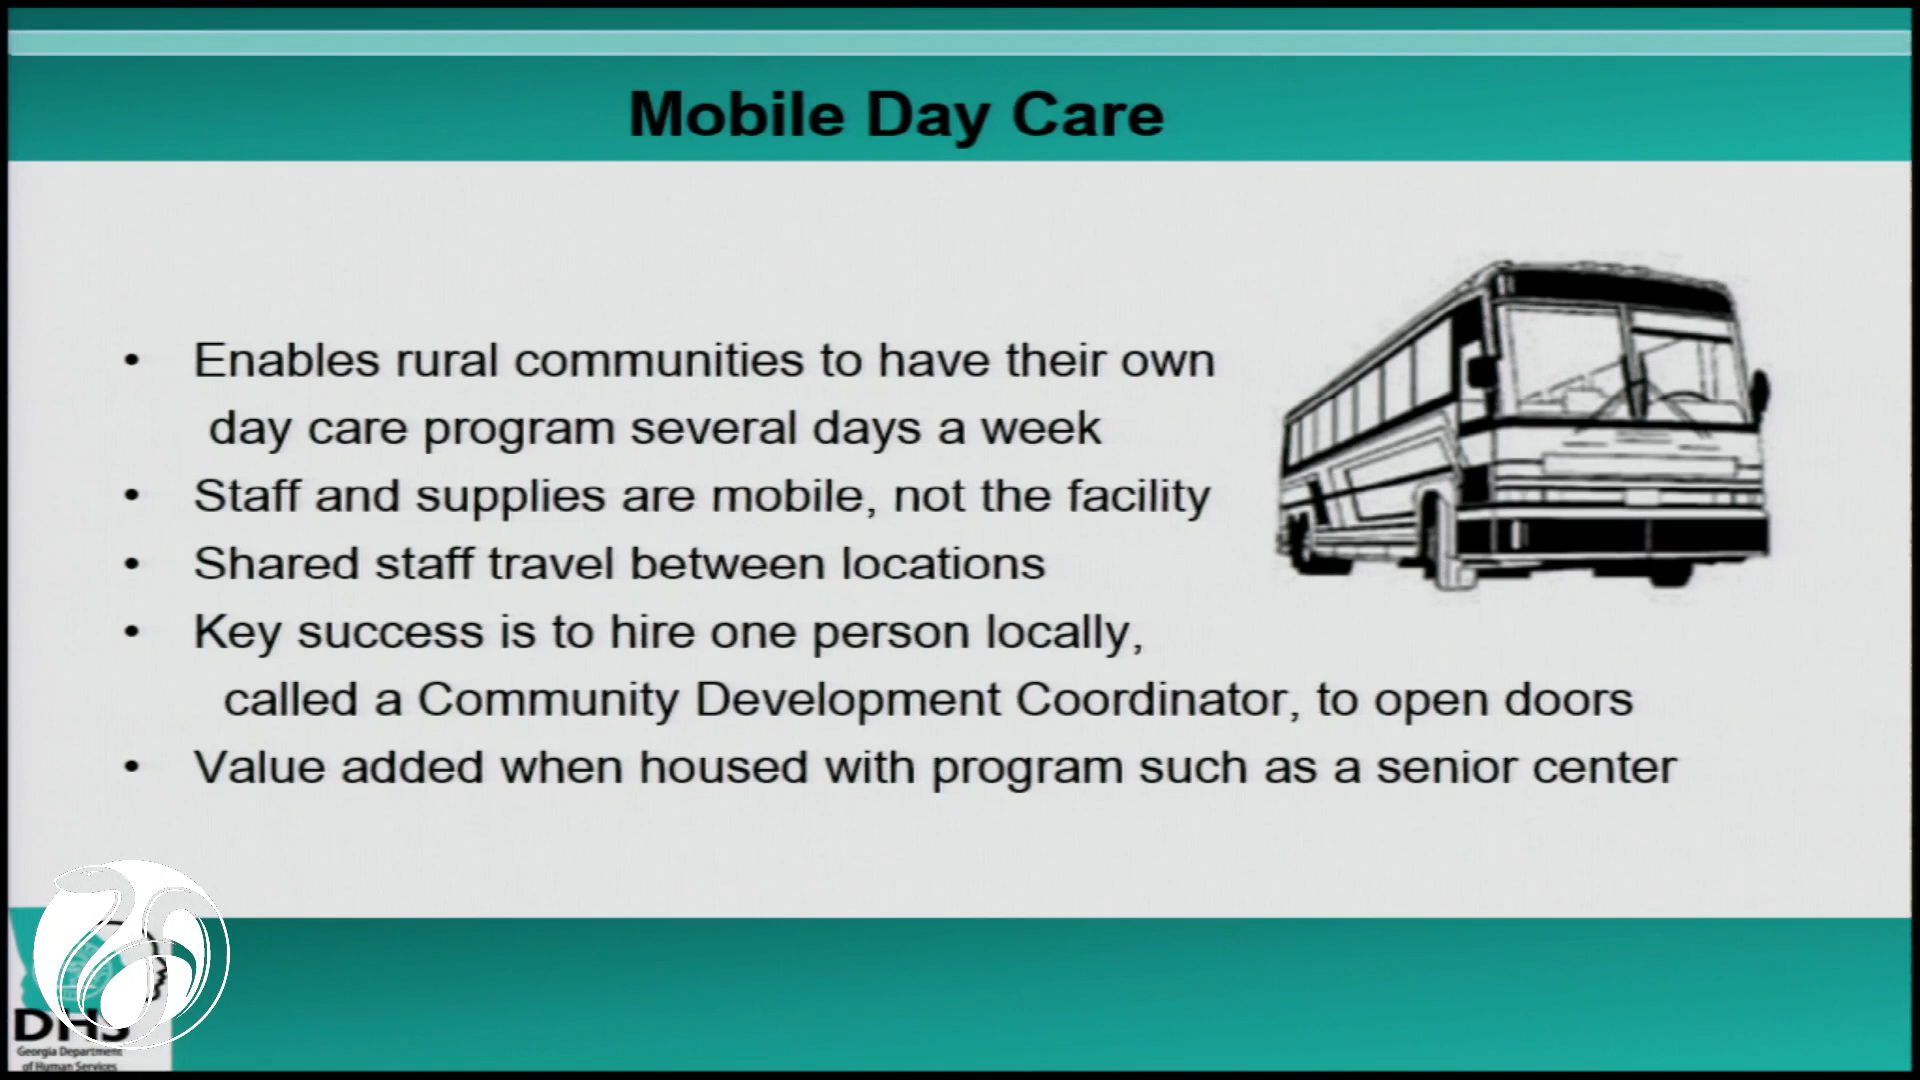 Mobile Day Care
• Enables rural communities to have their own
day care program several days a week
• Staff and supplies are mobile, not the facility
• Shared staff travel between locations
• Key success is to hire one person locally,
called a Community Development Coordinator, to open doors
• Value added when housed with program such as a senior center
DHS
Georgia Department
of Human Services